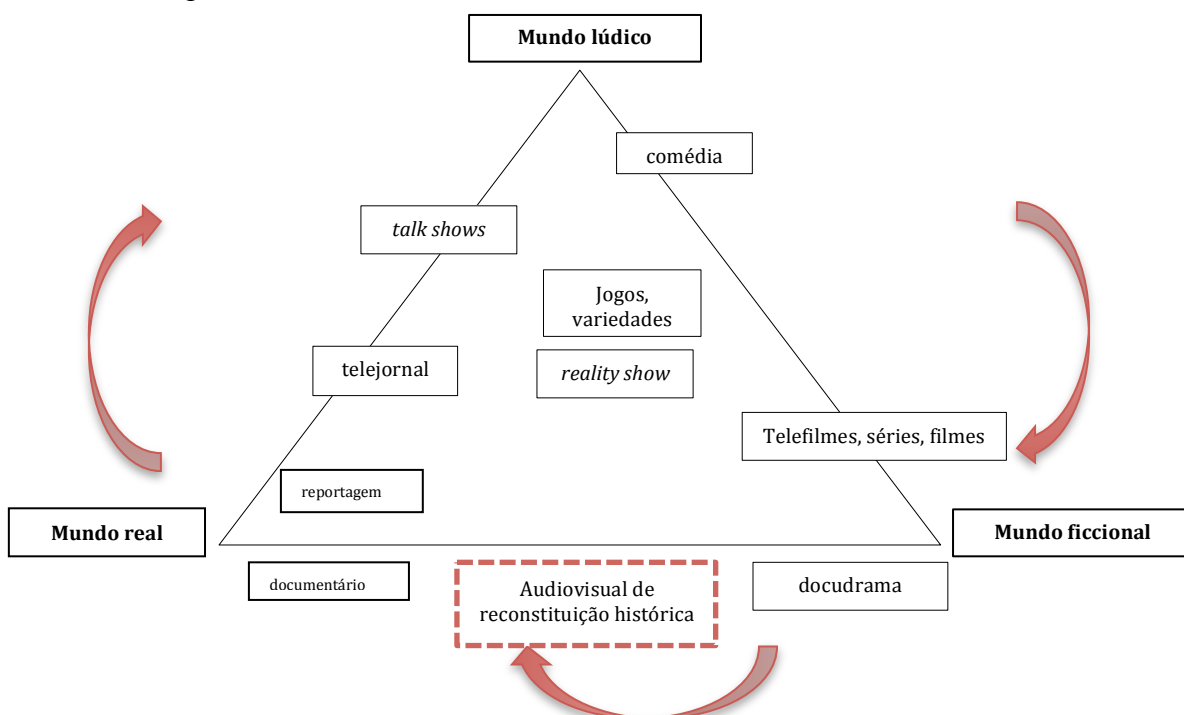 Mundo lúdico
comédia
talk shows
Jogos,
variedades
telejornal
reality show
Telefilmes, séries, filmes
reportagem
Mundo real
Mundo ficcional
documentário
Audiovisual de
reconstituição histórica
docudrama